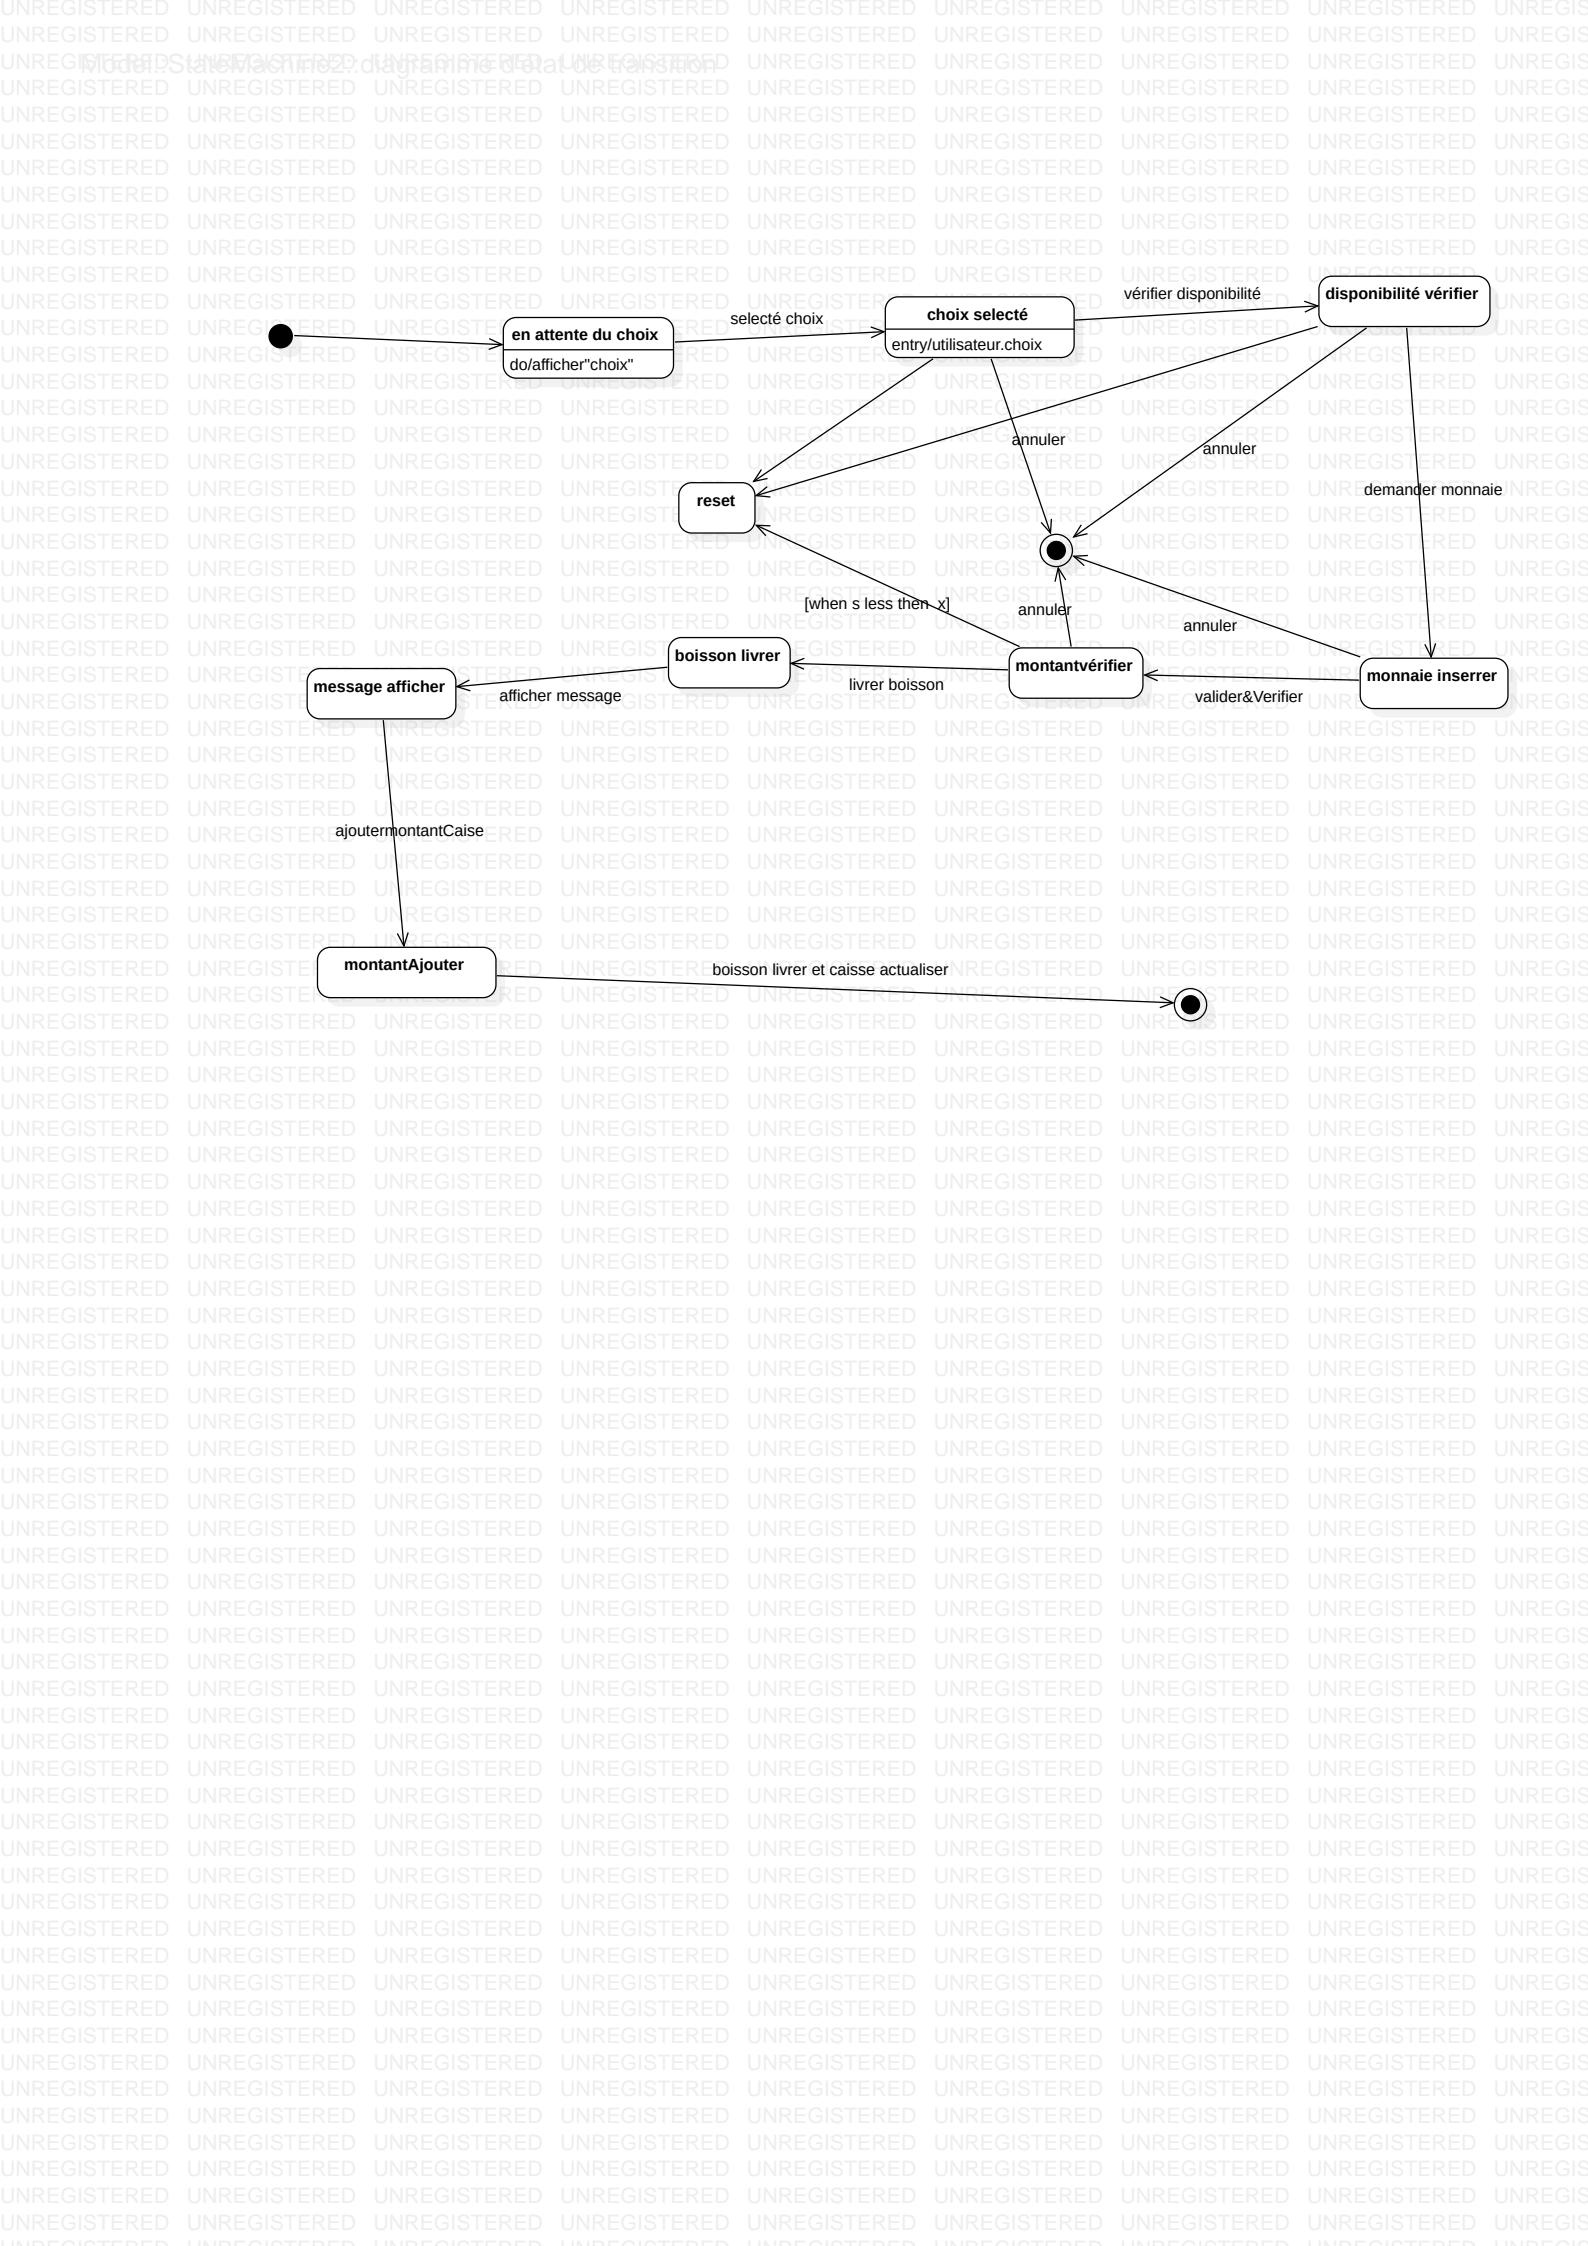 Model::StateMachine2::diagramme d'état de transition
vérifier disponibilité
disponibilité vérifier
selecté choix
choix selecté
entry/utilisateur.choix
en attente du choix
do/afficher"choix"
annuler
annuler
demander monnaie
reset
[when s less then x]
annuler
annuler
boisson livrer
montantvérifier
monnaie inserrer
message afficher
afficher message
livrer boisson
valider&Verifier
ajoutermontantCaise
montantAjouter
boisson livrer et caisse actualiser
UNREGISTERED